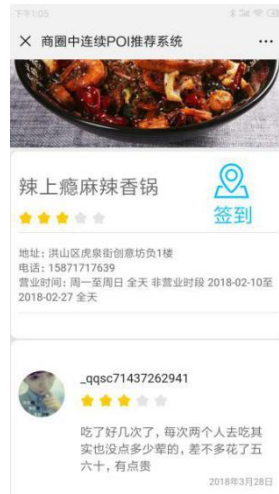 下午1:05
商圈中连续POI推荐系统
辣上瘾麻辣香锅
签到
地址: 洪山区虎泉街创意坊负1楼
电话: 15871717639
营业时间: 周一至周日 全天 非营业时段 2018-02-10至
2018-02-27 全天
_qqsc71437262941
吃了好几次了，每次两个人去吃其
实也没点多少荤的，差不多花了五
六十，有点贵
2018年3月28日